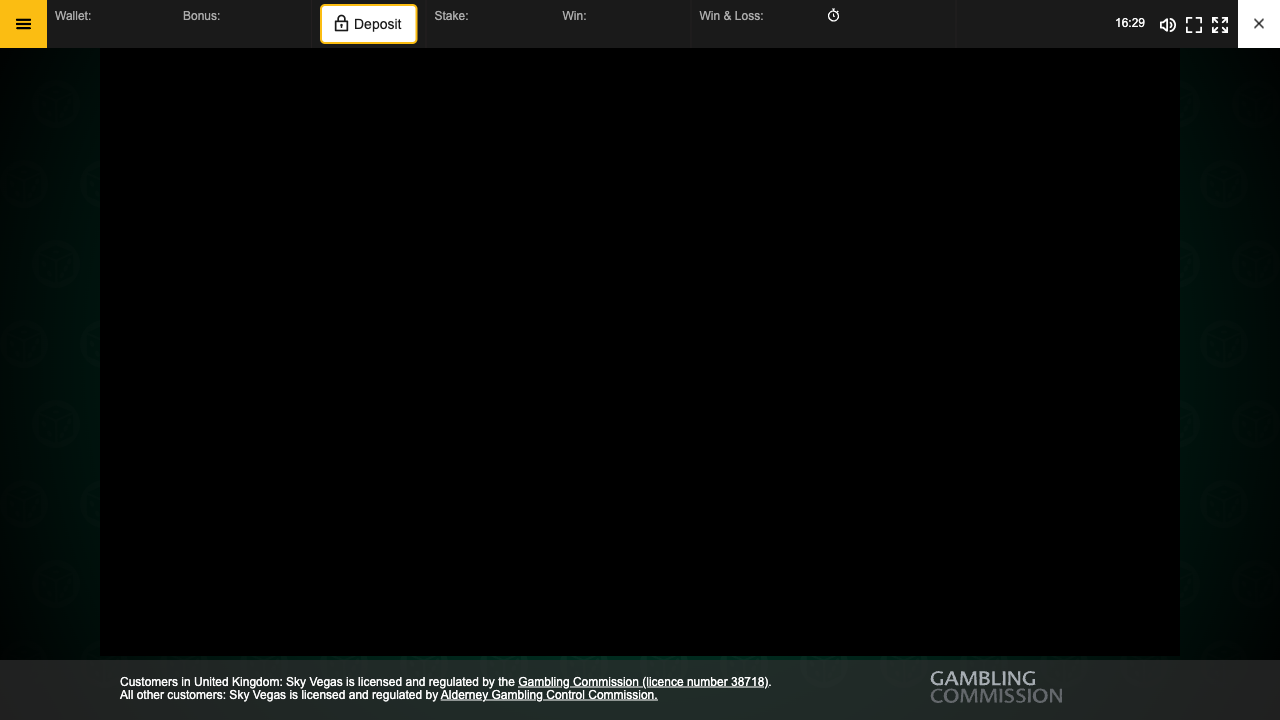 Wallet:
Bonus:
Deposit
Stake:
Win:
Win & Loss:
16:29
Customers in United Kingdom: Sky Vegas is licensed and regulated by the Gambling Commission (licence number 38718).
All other customers: Sky Vegas is licensed and regulated by Alderney Gambling Control Commission.
GAMBLING
COMMISSION